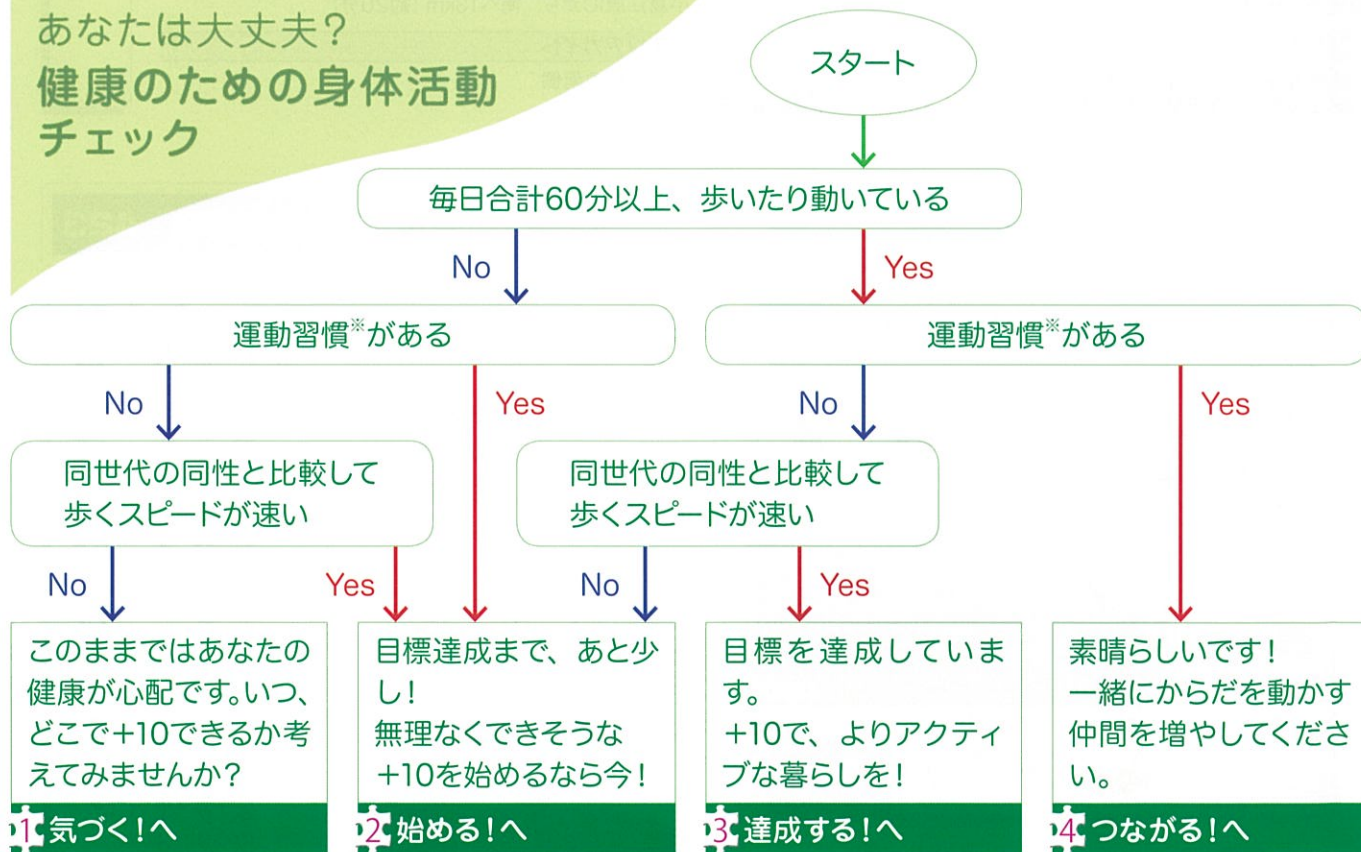 あなたは大丈夫?
健康のための身体活動
チェック
スタート
毎日合計60分以上、歩いたり動いている
No
Yes
運動習慣※がある
運動習慣※がある
No
Yes
No
Yes
同世代の同性と比較して
歩くスピードが速い
同世代の同性と比較して
歩くスピードが速い
No
Yes
No
Yes
このままではあなたの
健康が心配です。いつ、
どこで+10できるか考
えてみませんか?
1 気づく!へ
目標達成まで、あと少
し!
無理なくできそうな
+10を始めるなら今!
2 始める!へ
目標を達成していま
す。
+10で、よりアクティ
ブな暮らしを!
3 達成する!へ
素晴らしいです!
一緒にからだを動かす
仲間を増やしてくださ
い。
4 つながる!へ